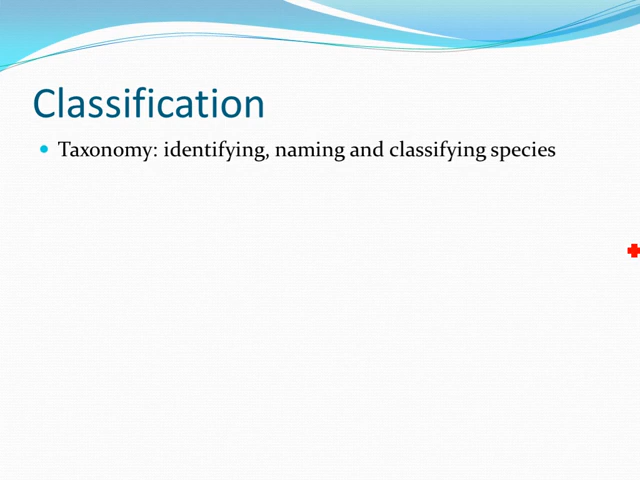 Classification
Taxonomy: identifying, naming and classifying species